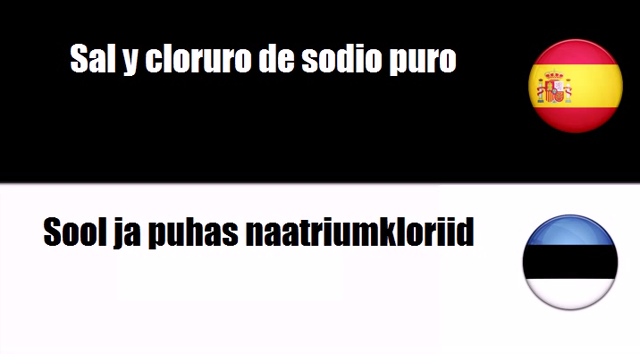 Sal y cloruro de sodio puro
Sool ja puhas naatriumkloriid